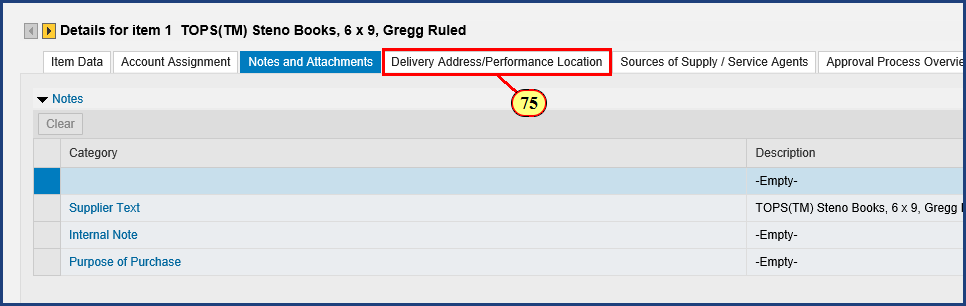 Details for item 1 TOPS(TM) Steno Books, 6 x 9, Gregg Ruled
Item Data Account Assignment Notes and Attachments Delivery Address/Performance Location Sources of Supply / Service Agents Approval Process Overvie
75
Notes
Clear
Category Description
-Empty-
Supplier Text TOPS(TM) Steno Books, 6 x 9, Gregg
Internal Note -Empty-
Purpose of Purchase -Empty-